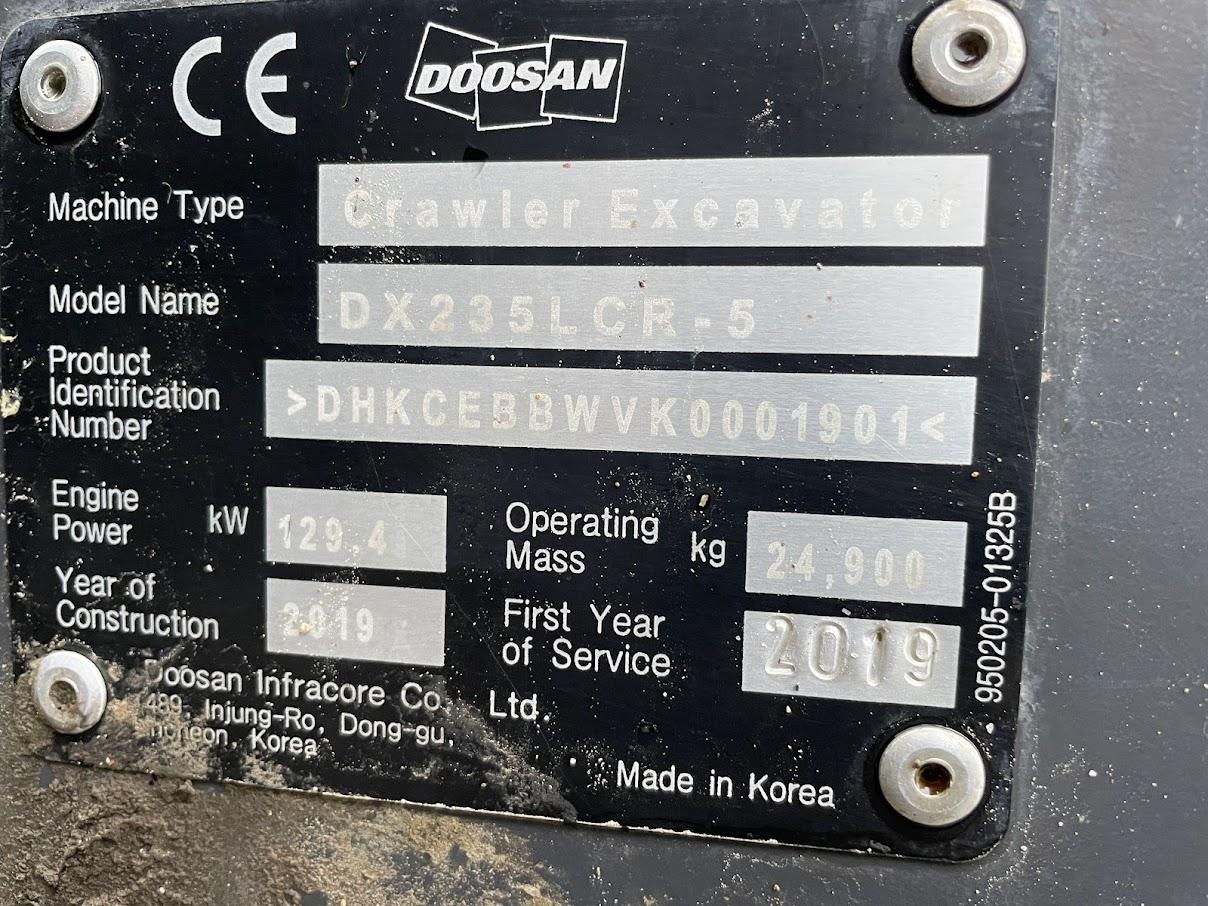 CE DOOSAN
Machine Type Crawler Excavator
Model Name DX235LCR-5
Product
Identification
Number >DHKCEBBWVK0001901<
Engine
Power kW 129,4
Operating
Mass kg 24,900
Year of
Construction 2019
First Year
of Service 2019
Doosan Infracore Co. Ltd.
489, Injung-Ro, Dong-gu,
Incheon, Korea
Made in Korea
950205-01325B